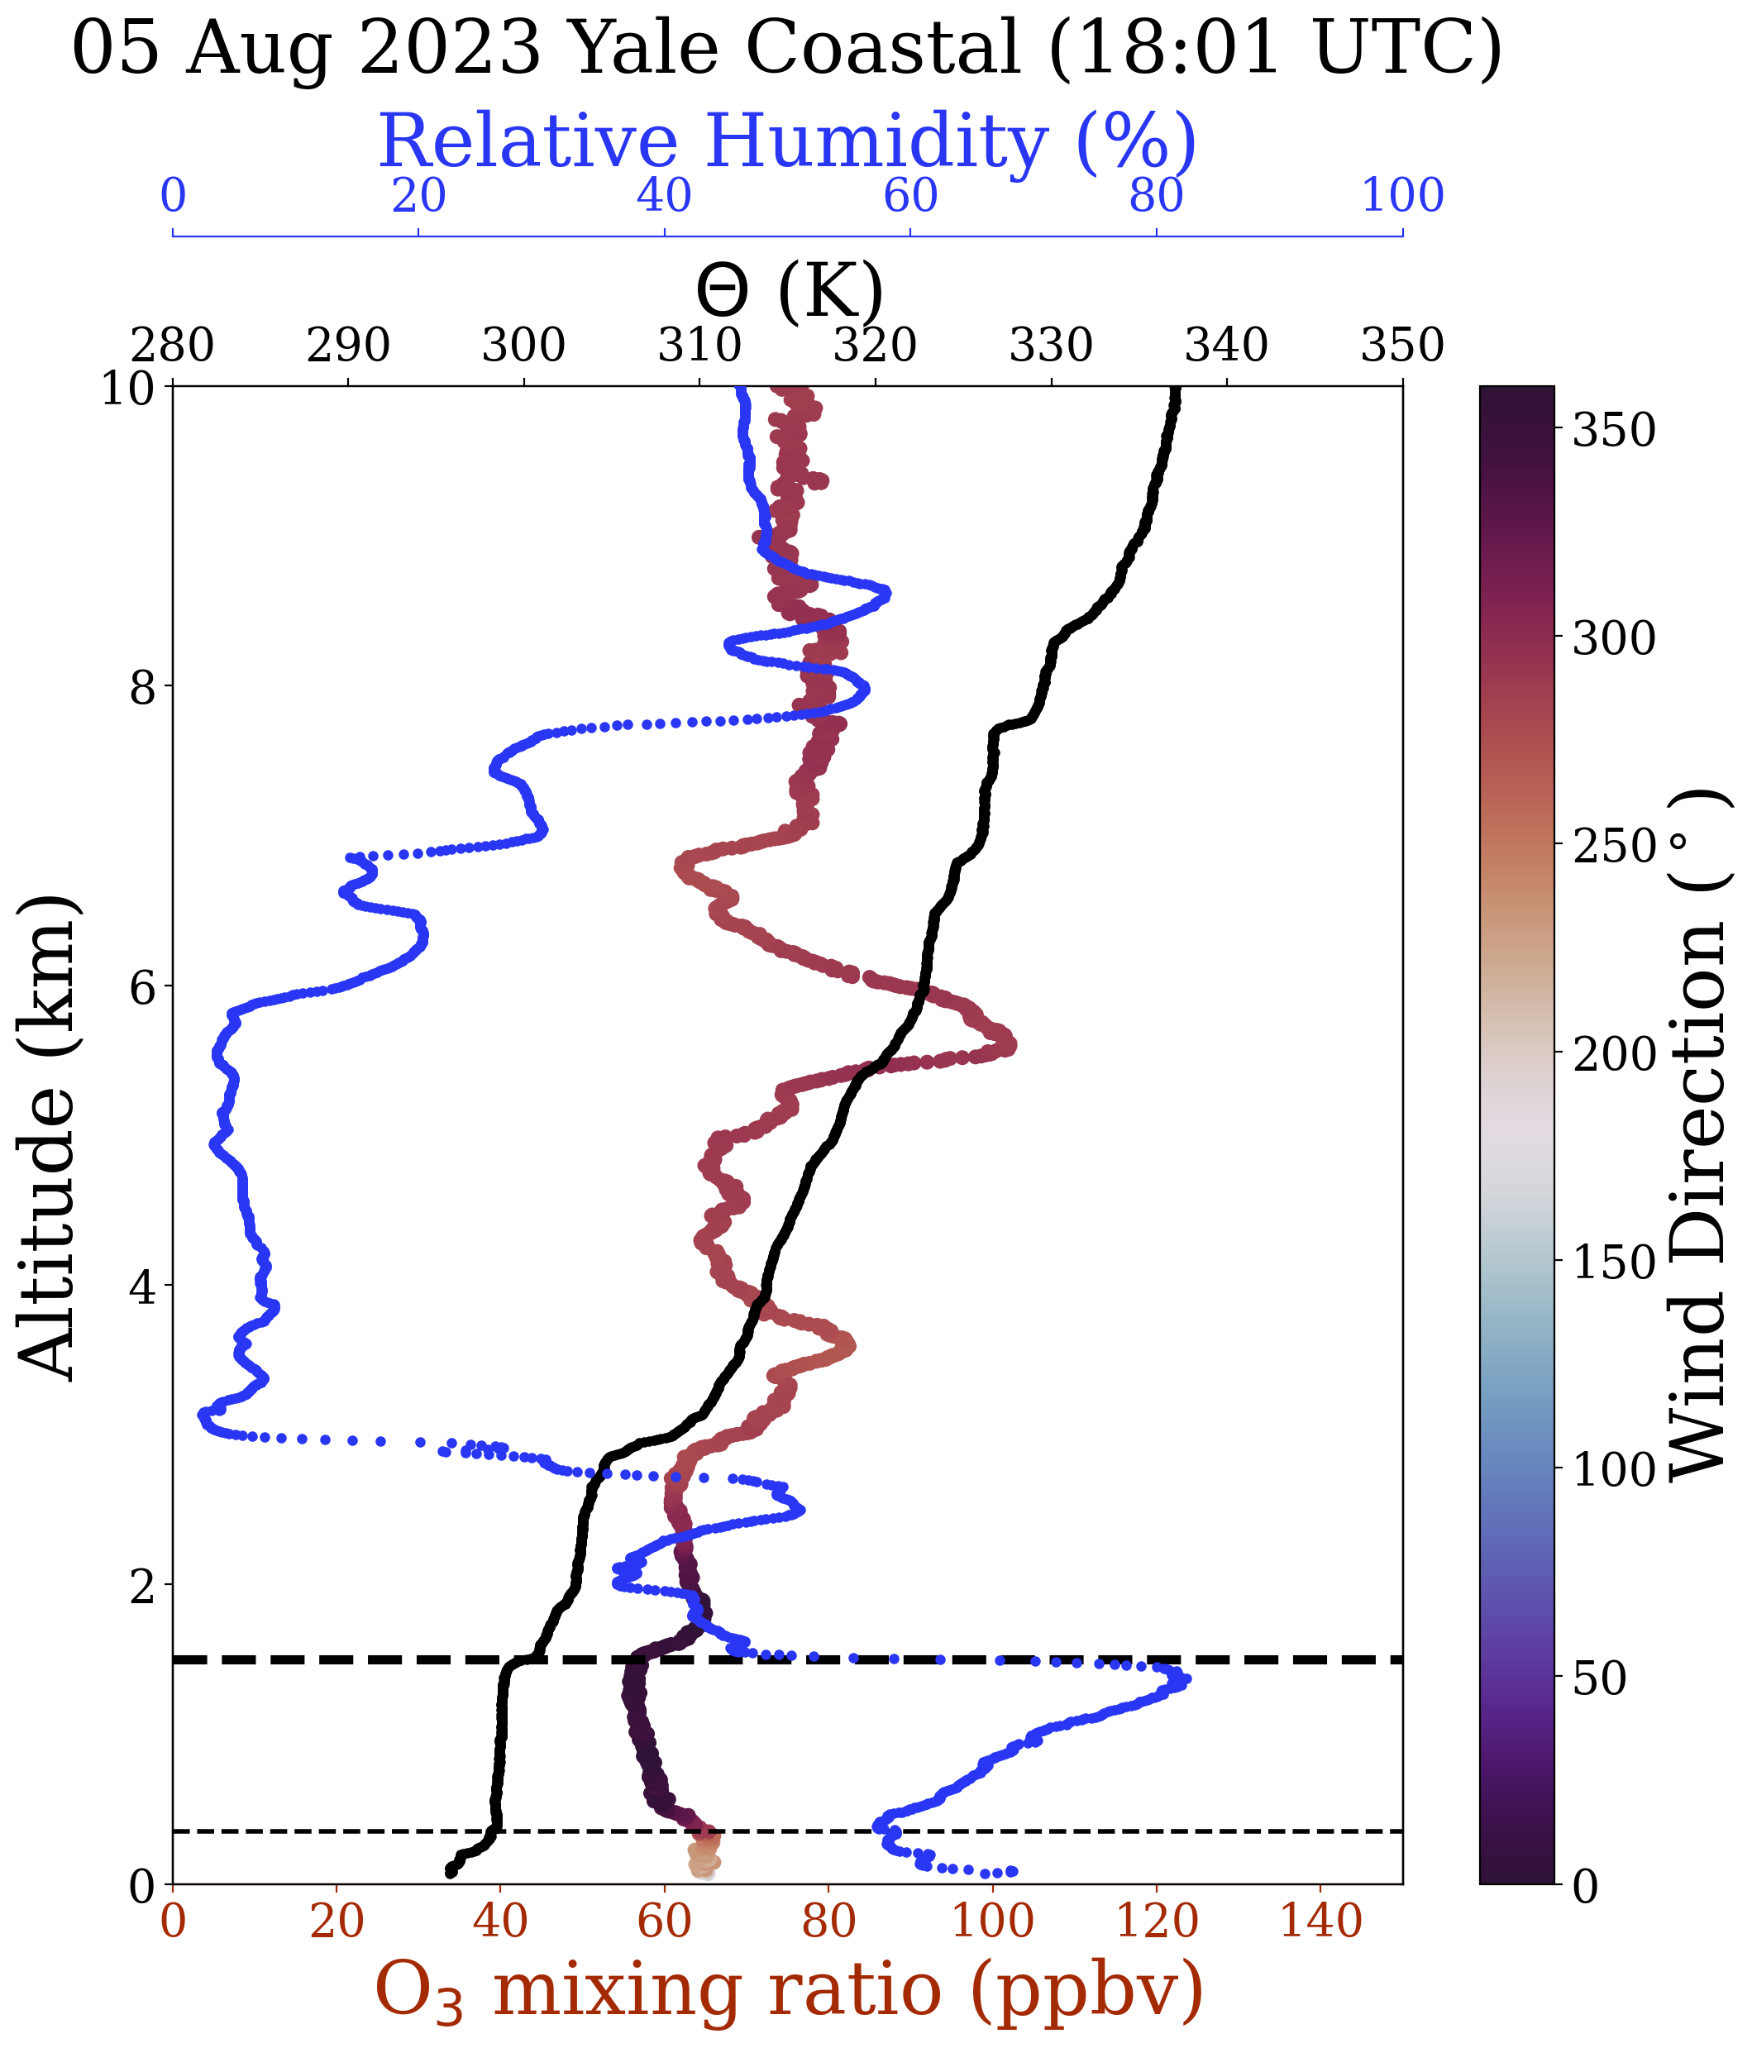 05 Aug 2023 Yale Coastal (18:01 UTC)
Relative Humidity (%)
0 20 40 60 80 100
Θ (K)
280 290 300 310 320 330 340 350
10
8
6
4
2
0
Altitude (km)
0 20 40 60 80 100 120 140
O₃ mixing ratio (ppbv)
350
300
250
200
150
100
50
0
Wind Direction (°)